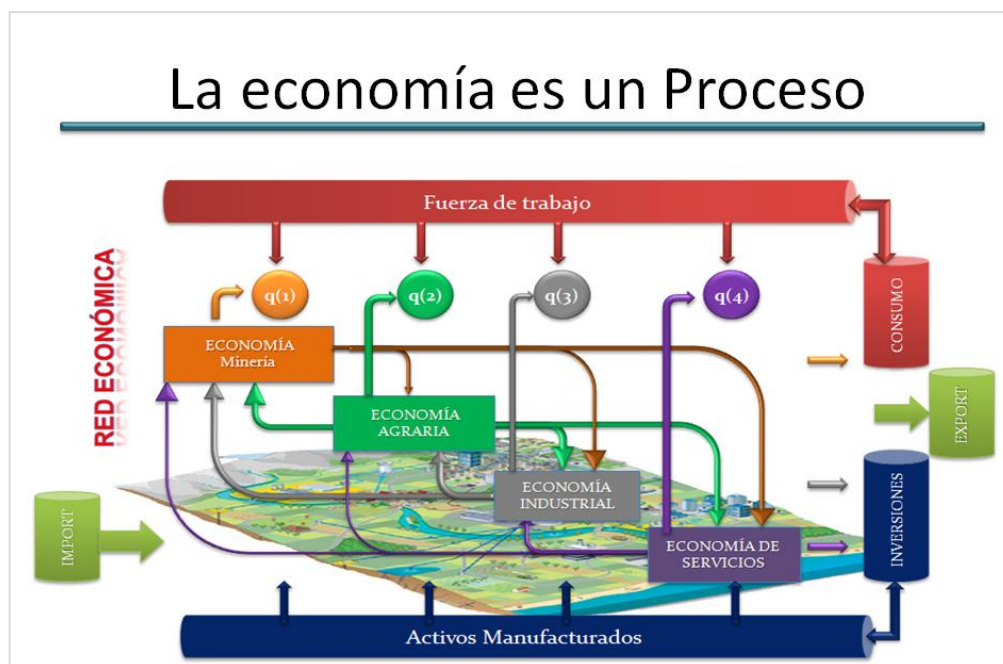 La economía es un Proceso
Fuerza de trabajo
RED ECONÓMICA
q(1)
q(2)
q(3)
q(4)
ECONOMÍA
Minería
ECONOMÍA
AGRARIA
ECONOMÍA
INDUSTRIAL
ECONOMÍA DE
SERVICIOS
CONSUMO
EXPORT
INVERSIONES
IMPORT
Activos Manufacturados